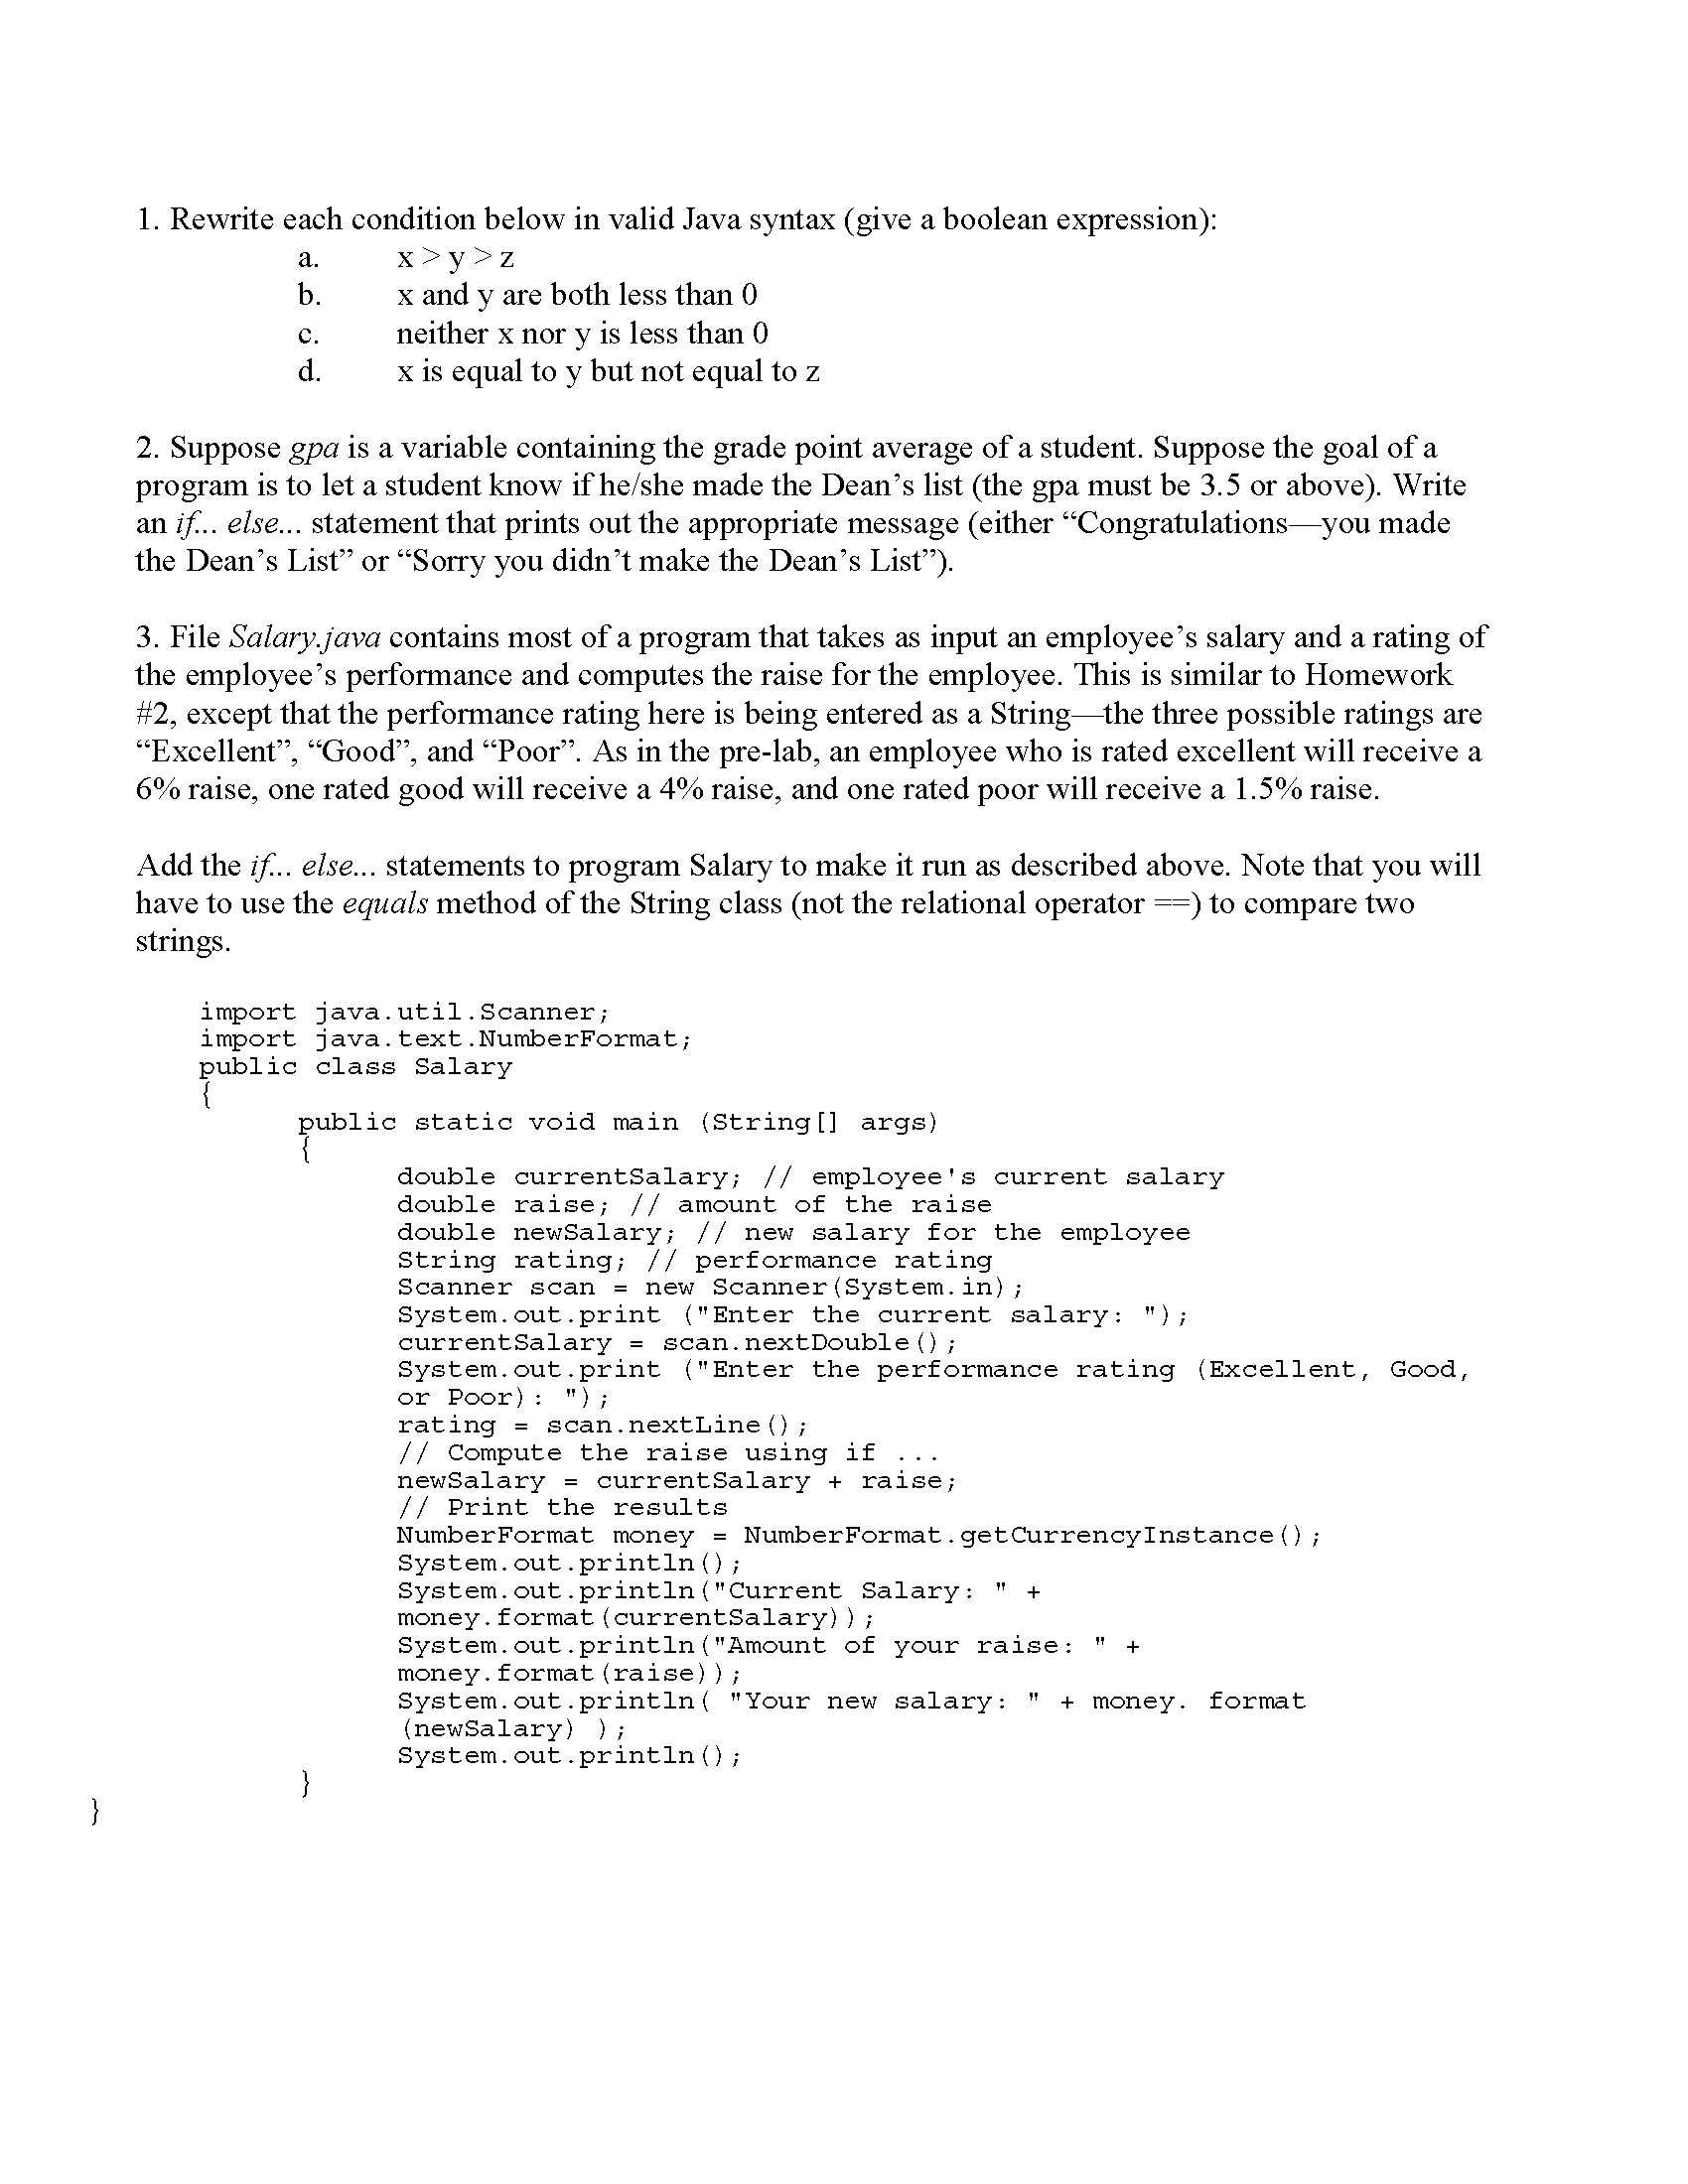 1. Rewrite each condition below in valid Java syntax (give a boolean expression):
a. x > y > z
b. x and y are both less than 0
c. neither x nor y is less than 0
d. x is equal to y but not equal to z
2. Suppose gpa is a variable containing the grade point average of a student. Suppose the goal of a
program is to let a student know if he/she made the Dean’s list (the gpa must be 3.5 or above). Write
an if... else... statement that prints out the appropriate message (either “Congratulations—you made
the Dean’s List” or “Sorry you didn’t make the Dean’s List”).
3. File Salary.java contains most of a program that takes as input an employee’s salary and a rating of
the employee’s performance and computes the raise for the employee. This is similar to Homework
#2, except that the performance rating here is being entered as a String—the three possible ratings are
“Excellent”, “Good”, and “Poor”. As in the pre-lab, an employee who is rated excellent will receive a
6% raise, one rated good will receive a 4% raise, and one rated poor will receive a 1.5% raise.
Add the if... else... statements to program Salary to make it run as described above. Note that you will
have to use the equals method of the String class (not the relational operator ==) to compare two
strings.
import java.util.Scanner;
import java.text.NumberFormat;
public class Salary
{
public static void main (String[] args)
{
double currentSalary; // employee's current salary
double raise; // amount of the raise
double newSalary; // new salary for the employee
String rating; // performance rating
Scanner scan = new Scanner(System.in);
System.out.print ("Enter the current salary: ");
currentSalary = scan.nextDouble();
System.out.print ("Enter the performance rating (Excellent, Good,
or Poor): ");
rating = scan.nextLine();
// Compute the raise using if ...
newSalary = currentSalary + raise;
// Print the results
NumberFormat money = NumberFormat.getCurrencyInstance();
System.out.println();
System.out.println("Current Salary: " +
money.format(currentSalary));
System.out.println("Amount of your raise: " +
money.format(raise));
System.out.println( "Your new salary: " + money. format
(newSalary) );
System.out.println();
}
}